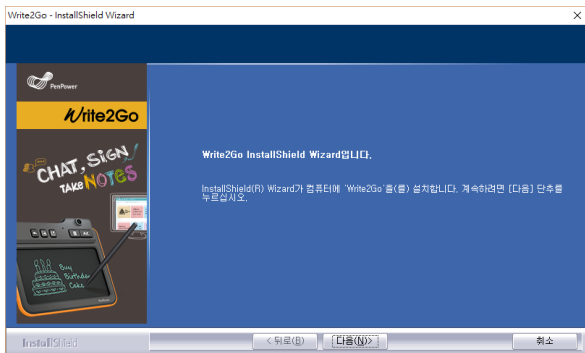 Write2Go - InstallShield Wizard
PenPower
Write2Go
CHAT, SIGN
TAKE NOTES
Buy
Birthday
Cake
Write2Go InstallShield Wizard입니다.
InstallShield(R) Wizard가 컴퓨터에 'Write2Go'을(를) 설치합니다. 계속하려면 [다음] 단추를
누르십시오.
InstallShield
< 뒤로(B)
다음(N)>
취소